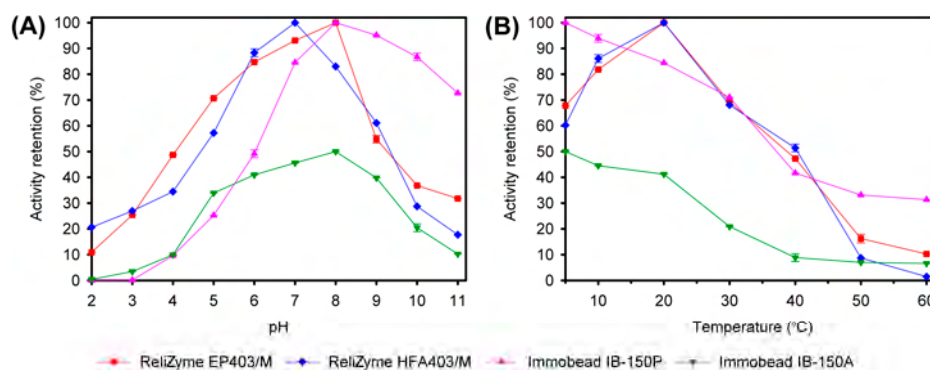 (A)
Activity retention (%)
100
90
80
70
60
50
40
30
20
10
0
2 3 4 5 6 7 8 9 10 11
pH
(B)
Activity retention (%)
100
90
80
70
60
50
40
30
20
10
0
10 20 30 40 50 60
Temperature (°C)
ReliZyme EP403/M ReliZyme HFA403/M Immobead IB-150P Immobead IB-150A